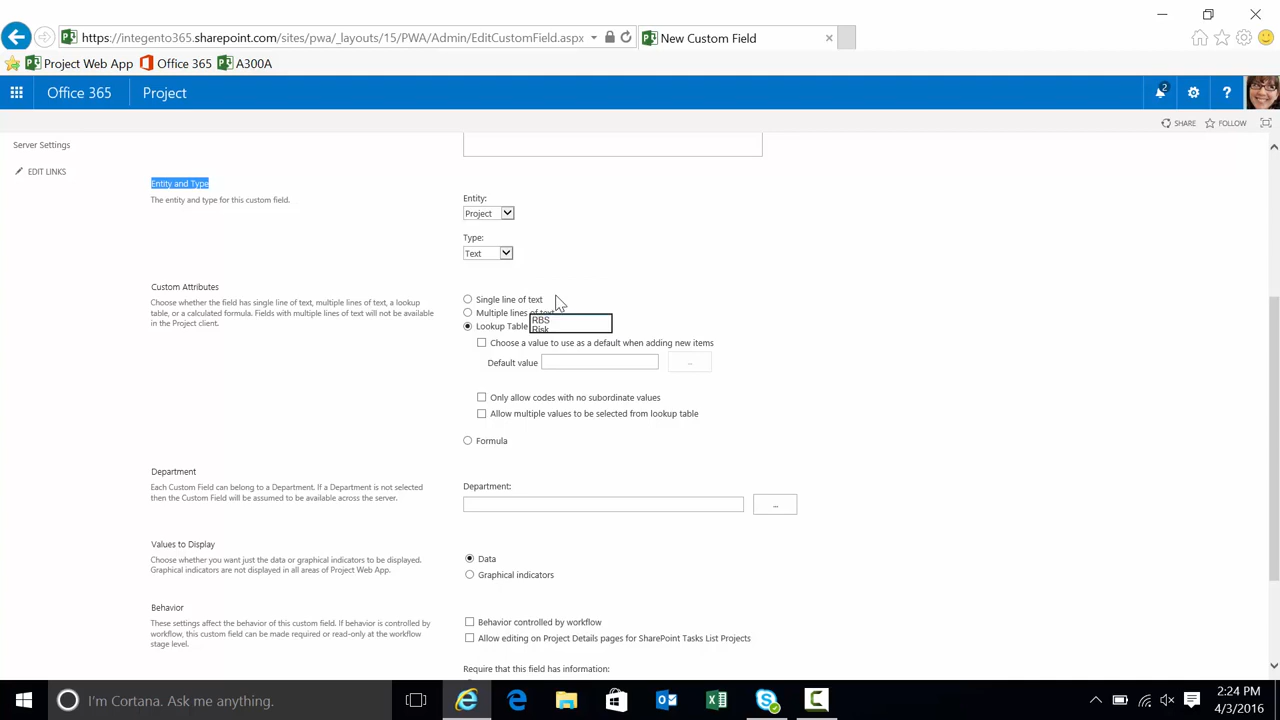 https://integento365.sharepoint.com/sites/pwa/_layouts/15/PWA/Admin/EditCustomField.aspx
New Custom Field
Project Web App
Office 365
A300A
Office 365
Project
2
?
SHARE
FOLLOW
Server Settings
EDIT LINKS
Entity and Type
The entity and type for this custom field.
Entity:
Project
Type:
Text
Custom Attributes
Choose whether the field has single line of text, multiple lines of text, a lookup
table, or a calculated formula. Fields with multiple lines of text will not be available
in the Project client.
Single line of text
Multiple lines of text
Lookup Table
RBS
Risk
Choose a value to use as a default when adding new items
Default value
...
Only allow codes with no subordinate values
Allow multiple values to be selected from lookup table
Formula
Department
Each Custom Field can belong to a Department. If a Department is not selected
then the Custom Field will be assumed to be available across the server.
Department:
...
Values to Display
Choose whether you want just the data or graphical indicators to be displayed.
Graphical indicators are not displayed in all areas of Project Web App.
Data
Graphical indicators
Behavior
These settings affect the behavior of this custom field. If behavior is controlled by
workflow, this custom field can be made required or read-only at the workflow
stage level.
Behavior controlled by workflow
Allow editing on Project Details pages for SharePoint Tasks List Projects
Require that this field has information:
I'm Cortana. Ask me anything.
2:24 PM
4/3/2016